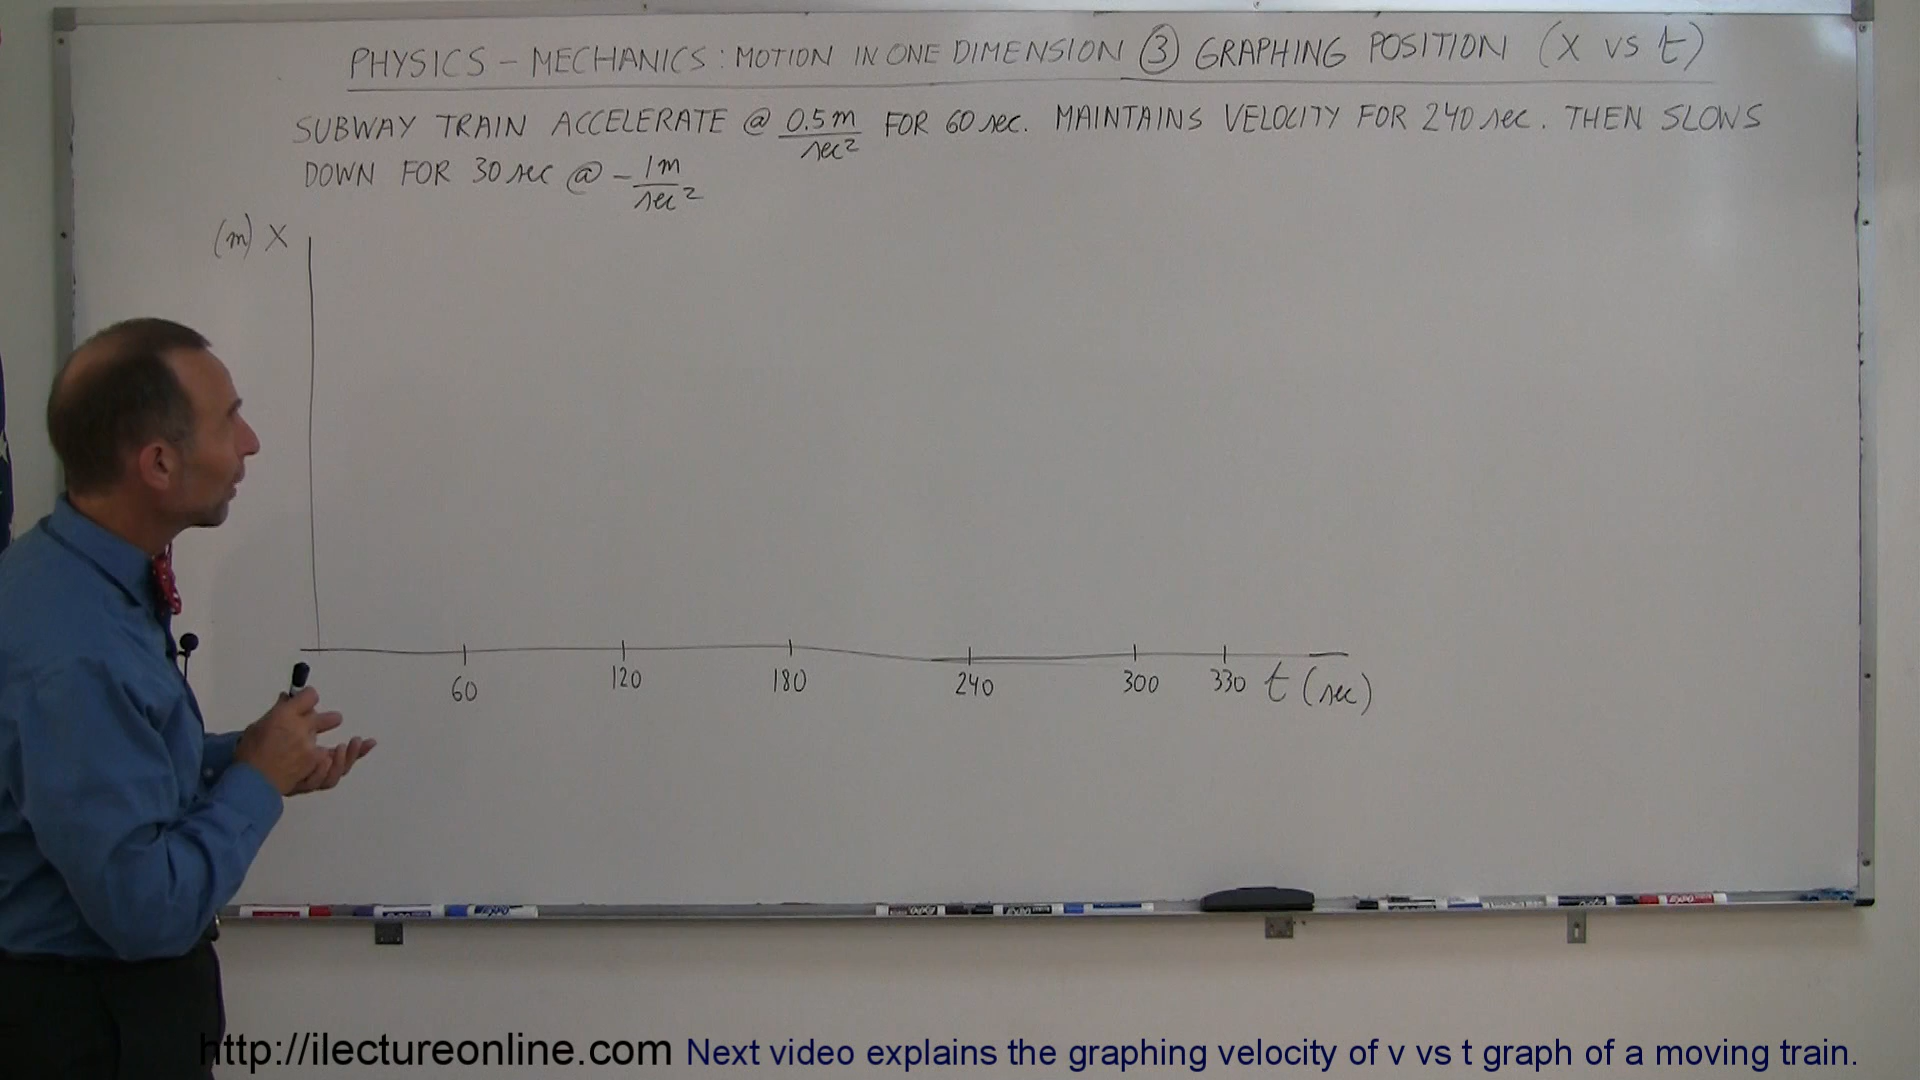 PHYSICS - MECHANICS: MOTION IN ONE DIMENSION ③ GRAPHING POSITION (X VS t)
SUBWAY TRAIN ACCELERATE @ 0.5m/sec² FOR 60 sec. MAINTAINS VELOCITY FOR 240 sec. THEN SLOWS
DOWN FOR 30 sec @ -1m/sec²
(m) X
60 120 180 240 300 330 t (sec)
http://ilectureonline.com Next video explains the graphing velocity of v vs t graph of a moving train.